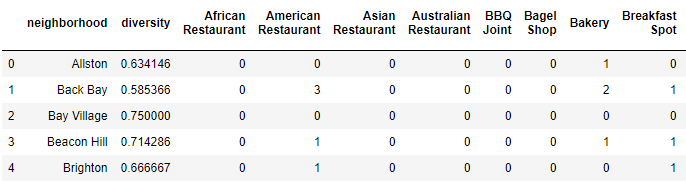 neighborhood diversity African Restaurant American Restaurant Asian Restaurant Australian Restaurant BBQ Joint Bagel Shop Bakery Breakfast Spot
0 Allston 0.634146 0 0 0 0 0 0 1 0
1 Back Bay 0.585366 0 3 0 0 0 0 2 1
2 Bay Village 0.750000 0 0 0 0 0 0 0 0
3 Beacon Hill 0.714286 0 1 0 0 0 0 1 1
4 Brighton 0.666667 0 1 0 0 0 0 0 1